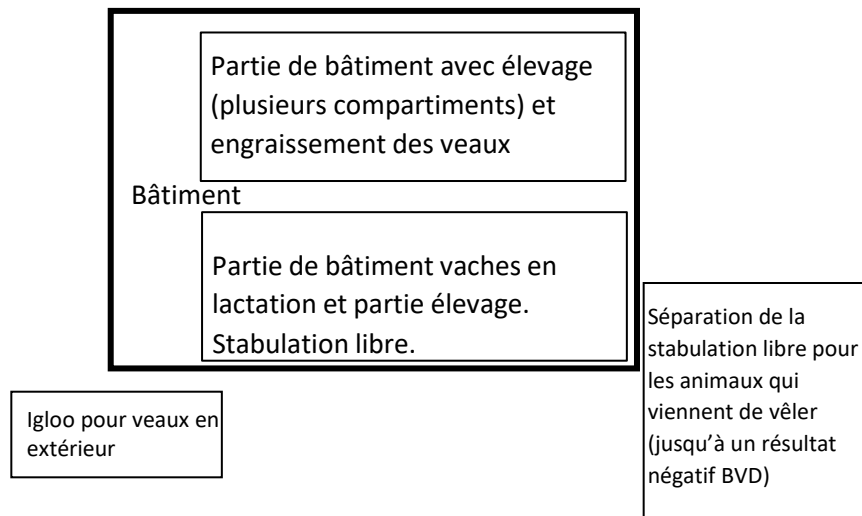 Partie de bâtiment avec élevage
(plusieurs compartiments) et
engraissement des veaux
Bâtiment
Partie de bâtiment vaches en
lactation et partie élevage.
Stabulation libre.
Séparation de la
stabulation libre pour
les animaux qui
viennent de vêler
(jusqu’à un résultat
négatif BVD)
Igloo pour veaux en
extérieur